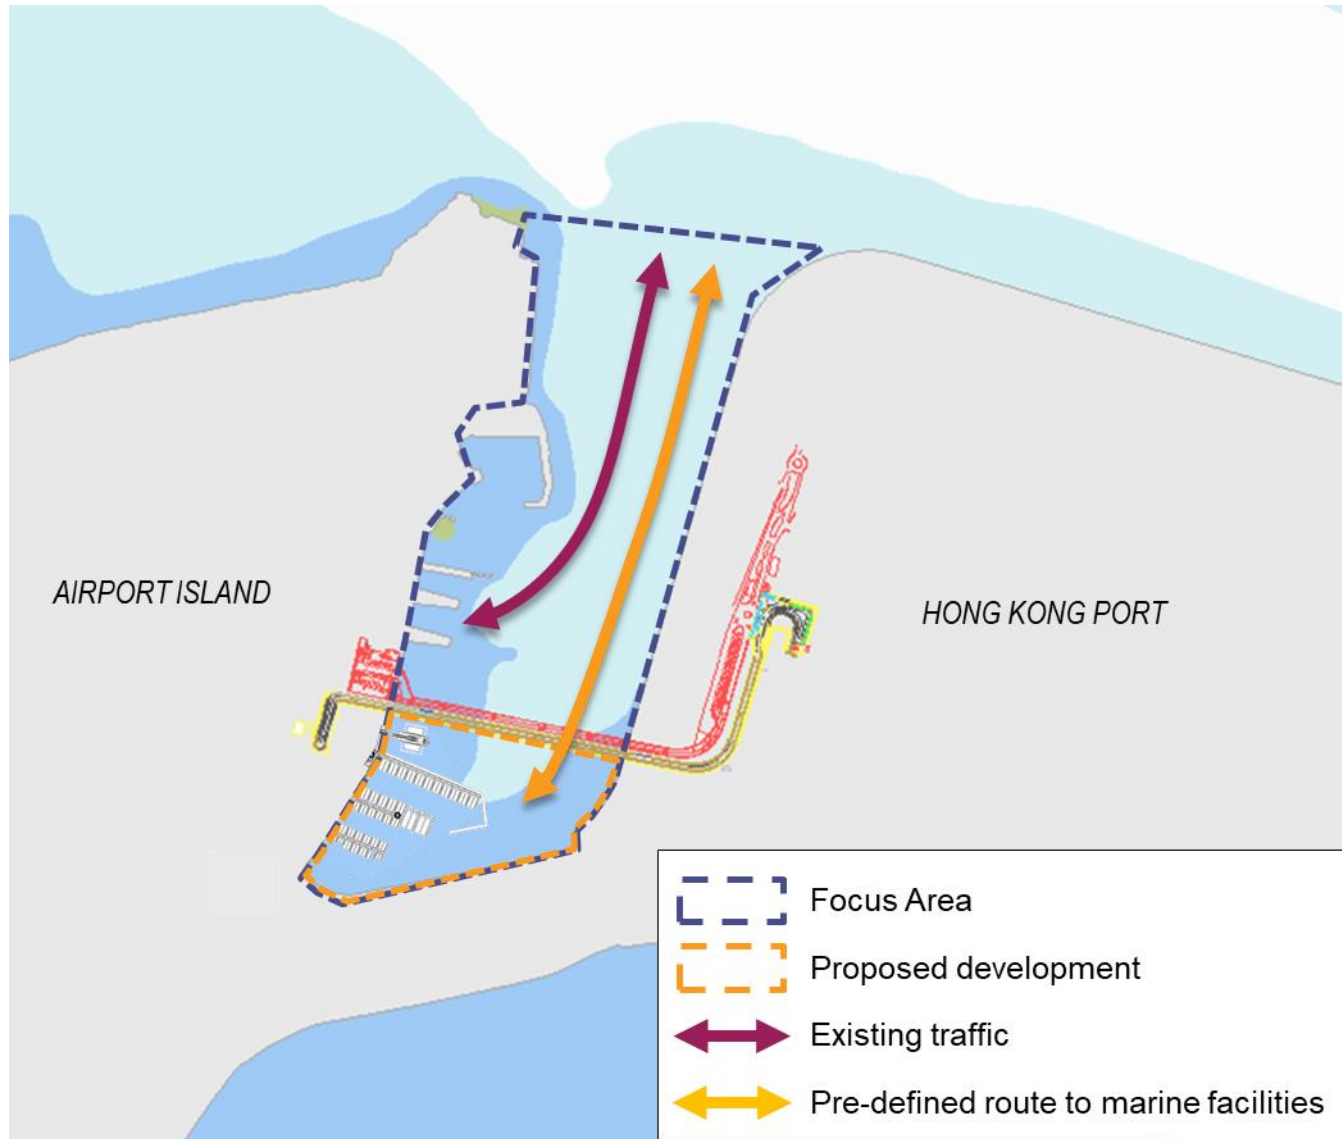 AIRPORT ISLAND
HONG KONG PORT
Focus Area
Proposed development
Existing traffic
Pre-defined route to marine facilities